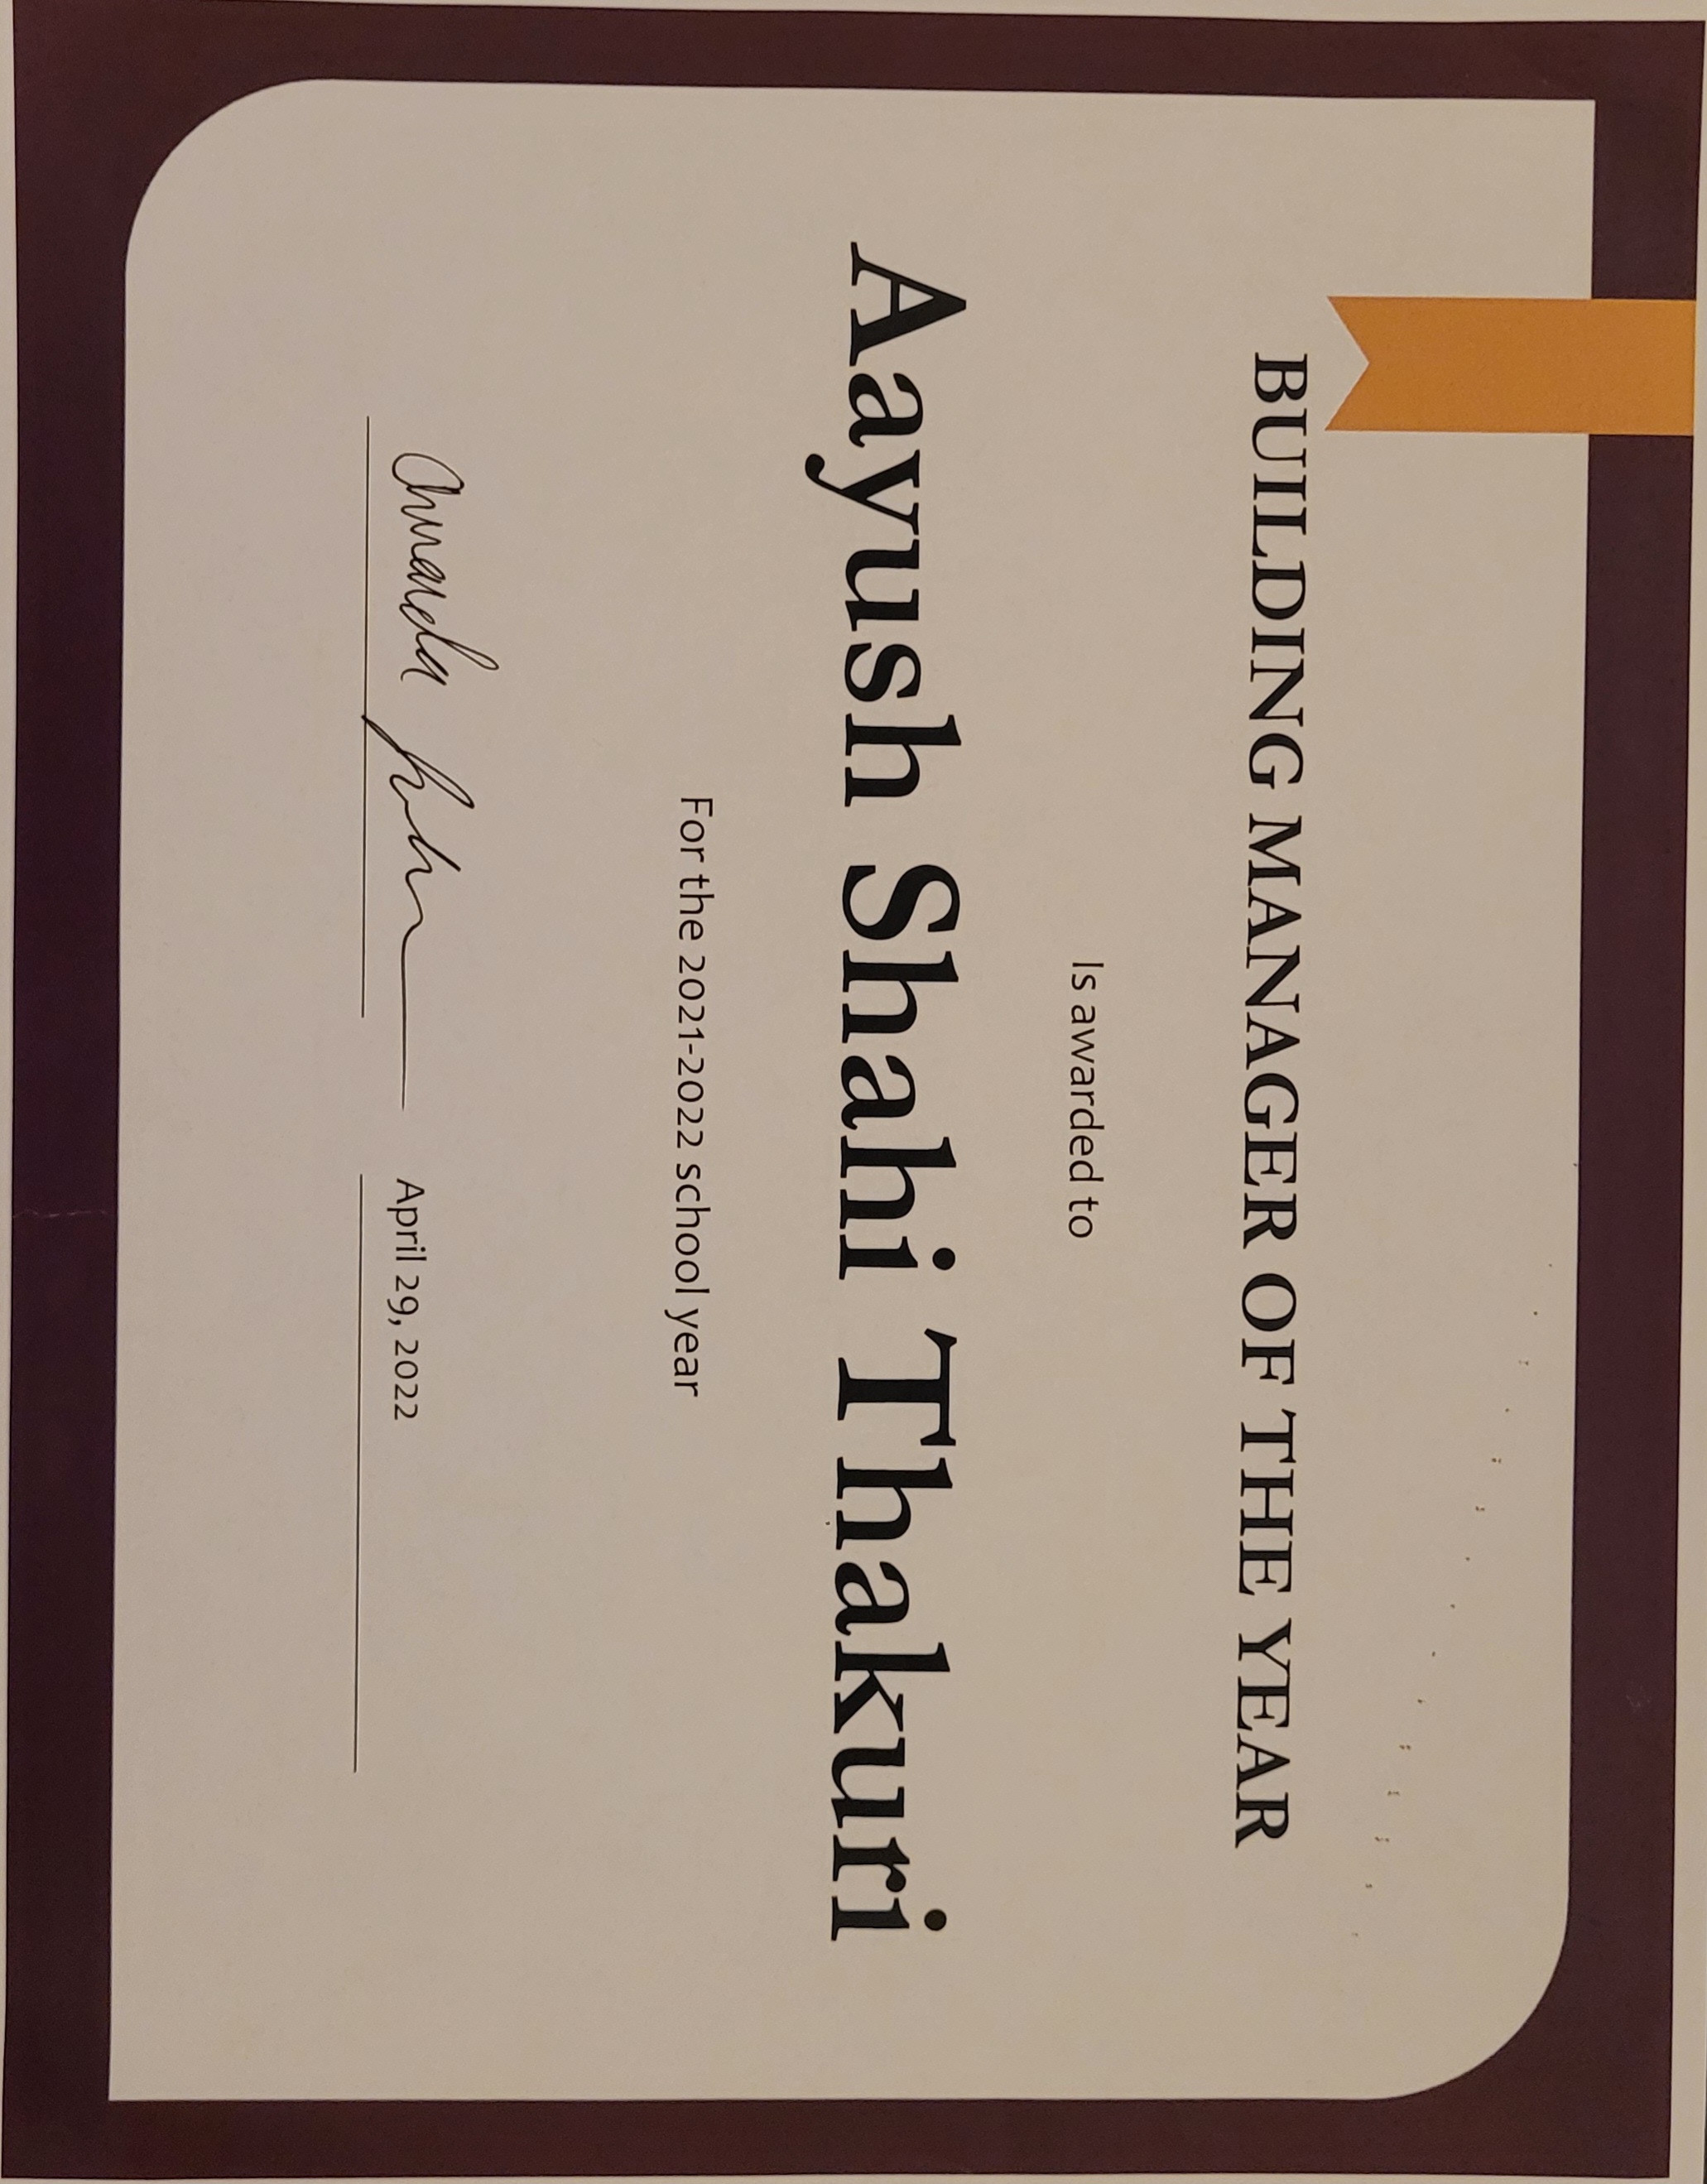 BUILDING MANAGER OF THE YEAR
Is awarded to
Aayush Shahi Thakuri
For the 2021-2022 school year
Amanda
April 29, 2022